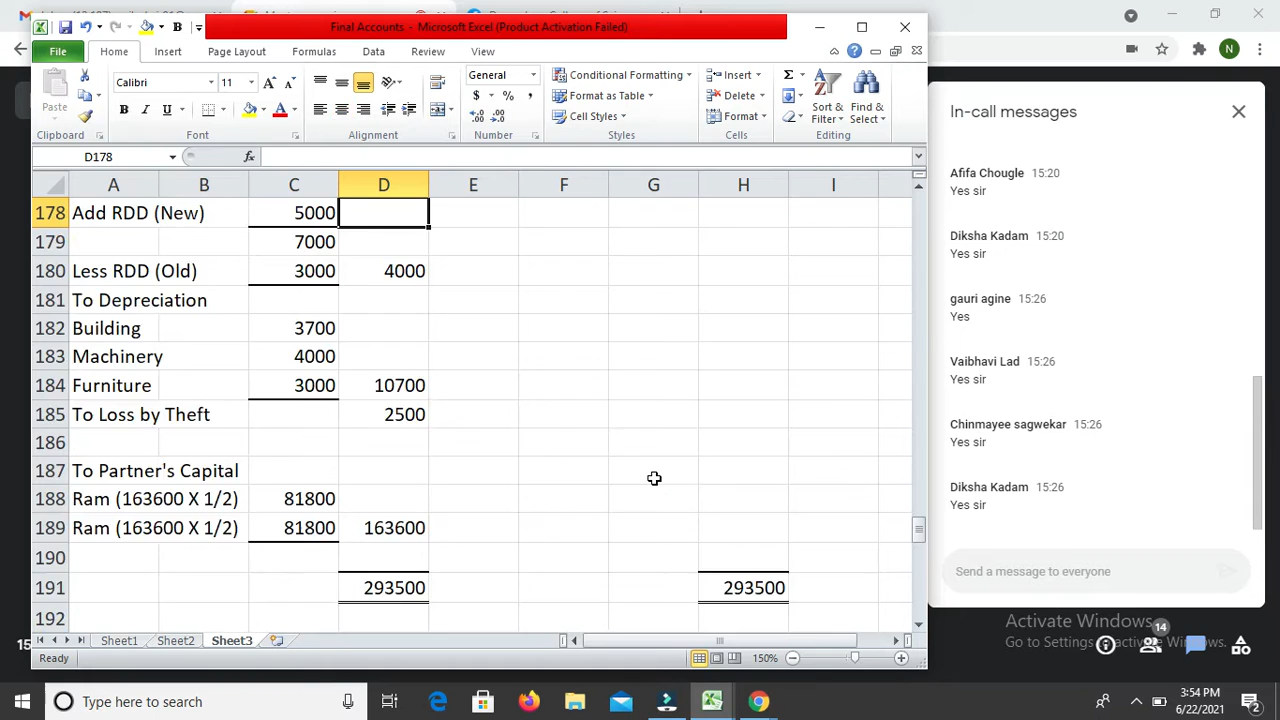 Final Accounts - Microsoft Excel (Product Activation Failed)
File Home Insert Page Layout Formulas Data Review View
Paste
Calibri 11
General
Conditional Formatting
Format as Table
Cell Styles
Insert
Delete
Format
Sort & Filter
Find & Select
Clipboard Font Alignment Number Styles Cells Editing
D178
A B C D E F G H I
178 Add RDD (New) 5000
179 7000
180 Less RDD (Old) 3000 4000
181 To Depreciation
182 Building 3700
183 Machinery 4000
184 Furniture 3000 10700
185 To Loss by Theft 2500
186
187 To Partner's Capital
188 Ram (163600 X 1/2) 81800
189 Ram (163600 X 1/2) 81800 163600
190
191 293500 293500
192
Sheet1 Sheet2 Sheet3
Ready 150%
N
In-call messages
Afifa Chougle 15:20
Yes sir
Diksha Kadam 15:20
Yes sir
gauri agine 15:26
Yes
Vaibhavi Lad 15:26
Yes sir
Chinmayee sagwekar 15:26
Yes sir
Diksha Kadam 15:26
Yes sir
Send a message to everyone
Activate Windows
Go to Settings to activate Windows.
14
15
Type here to search
3:54 PM
6/22/2021
2